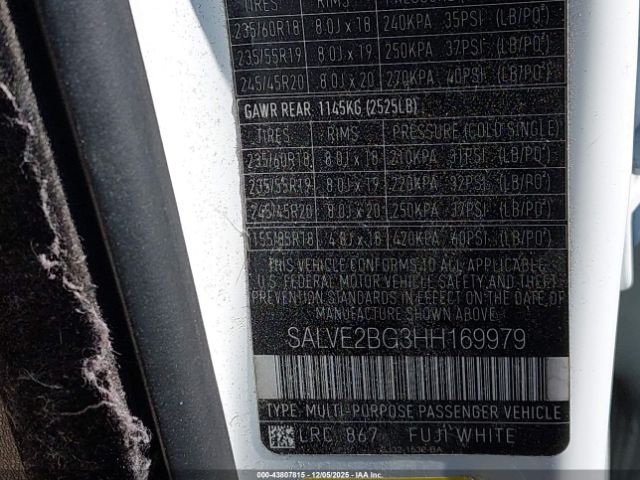 TIRES RIMS
235/60R18 8.0J x 18 240KPA 35PSI (LB/PO²)
235/55R19 8.0J x 19 250KPA 37PSI (LB/PO²)
245/45R20 8.0J x 20 270KPA 40PSI (LB/PO²)
GAWR REAR 1145KG (2525LB)
TIRES RIMS PRESSURE (COLD SINGLE)
235/60R18 8.0J x 18 210KPA 31PSI (LB/PO²)
235/55R19 8.0J x 19 220KPA 32PSI (LB/PO²)
245/45R20 8.0J x 20 250KPA 37PSI (LB/PO²)
155/85R18 4.0J x 18 420KPA 60PSI (LB/PO²)
THIS VEHICLE CONFORMS TO ALL APPLICABLE
U.S. FEDERAL MOTOR VEHICLE SAFETY AND THEFT
PREVENTION STANDARDS IN EFFECT ON THE DATE OF
MANUFACTURE SHOWN ABOVE.
SALVE2BG3HH169979
TYPE: MULTI-PURPOSE PASSENGER VEHICLE
LRC 867 FUJI WHITE
000-43807815 - 12/05/2025 - IAAI.COM